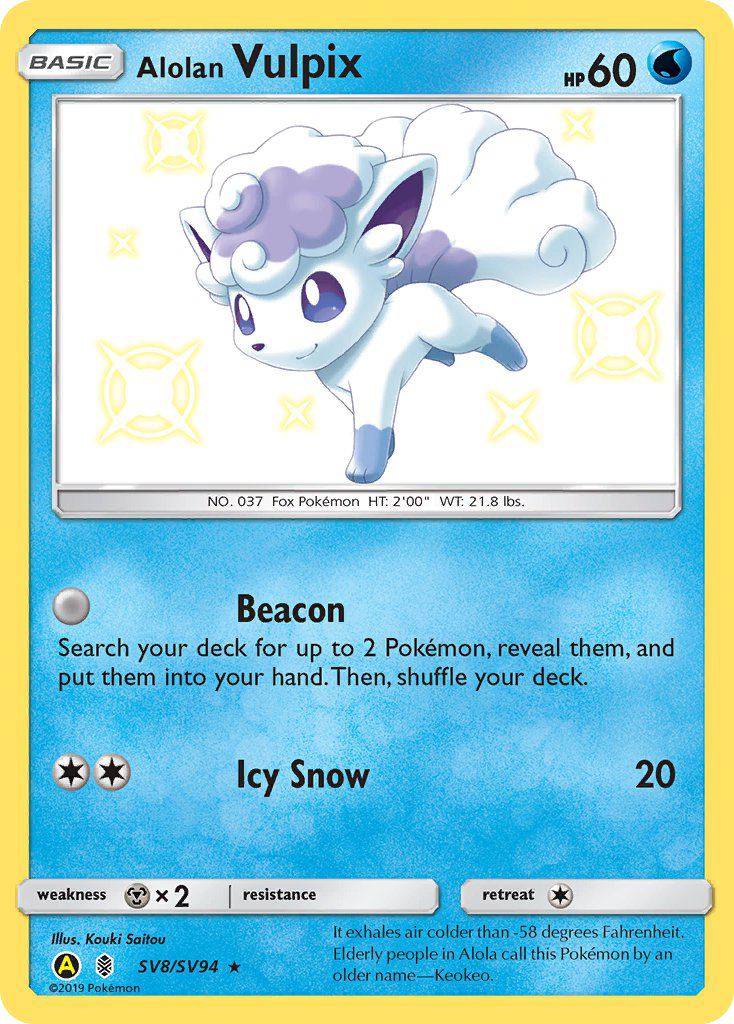 BASIC Alolan Vulpix HP60
NO. 037 Fox Pokémon HT: 2'00" WT: 21.8 lbs.
Beacon
Search your deck for up to 2 Pokémon, reveal them, and
put them into your hand. Then, shuffle your deck.
Icy Snow 20
weakness ×2 resistance retreat
Illus. Kouki Saitou
A SV8/SV94 ★
©2019 Pokémon
It exhales air colder than -58 degrees Fahrenheit.
Elderly people in Alola call this Pokémon by an
older name—Keokeo.